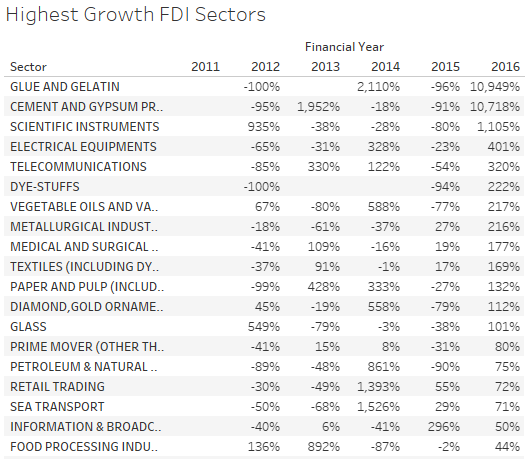 Highest Growth FDI Sectors
Financial Year
Sector 2011 2012 2013 2014 2015 2016
GLUE AND GELATIN -100% 2,110% -96% 10,949%
CEMENT AND GYPSUM PR.. -95% 1,952% -18% -91% 10,718%
SCIENTIFIC INSTRUMENTS 935% -38% -28% -80% 1,105%
ELECTRICAL EQUIPMENTS -65% -31% 328% -23% 401%
TELECOMMUNICATIONS -85% 330% 122% -54% 320%
DYE-STUFFS -100% -94% 222%
VEGETABLE OILS AND VA.. 67% -80% 588% -77% 217%
METALLURGICAL INDUST.. -18% -61% -37% 27% 216%
MEDICAL AND SURGICAL .. -41% 109% -16% 19% 177%
TEXTILES (INCLUDING DY.. -37% 91% -1% 17% 169%
PAPER AND PULP (INCLUD.. -99% 428% 333% -27% 132%
DIAMOND,GOLD ORNAME.. 45% -19% 558% -79% 112%
GLASS 549% -79% -3% -38% 101%
PRIME MOVER (OTHER TH.. -41% 15% 8% -31% 80%
PETROLEUM & NATURAL .. -89% -48% 861% -90% 75%
RETAIL TRADING -30% -49% 1,393% 55% 72%
SEA TRANSPORT -50% -68% 1,526% 29% 71%
INFORMATION & BROADC.. -40% 6% -41% 296% 50%
FOOD PROCESSING INDU.. 136% 892% -87% -2% 44%